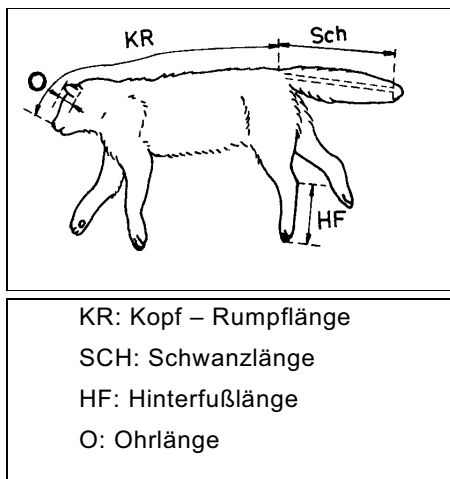 KR
Sch
O
HF
KR: Kopf – Rumpflänge
SCH: Schwanzlänge
HF: Hinterfußlänge
O: Ohrlänge